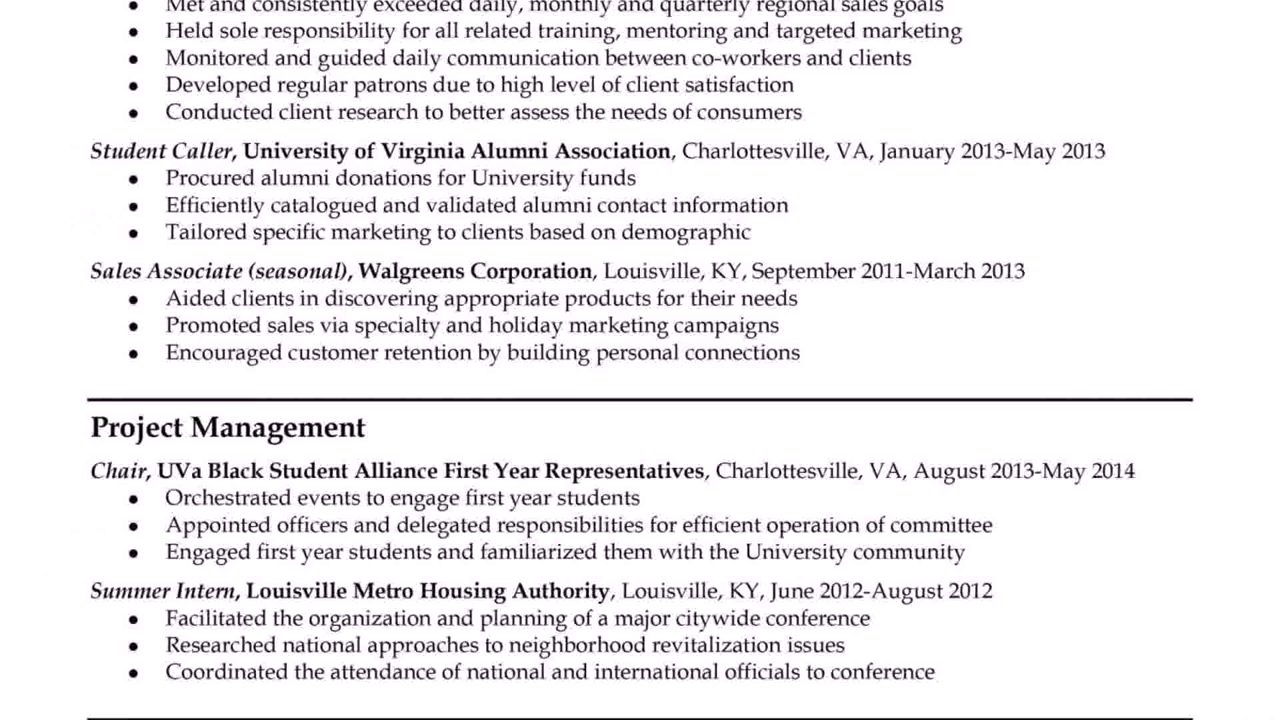 • Met and consistently exceeded daily, monthly and quarterly regional sales goals
• Held sole responsibility for all related training, mentoring and targeted marketing
• Monitored and guided daily communication between co-workers and clients
• Developed regular patrons due to high level of client satisfaction
• Conducted client research to better assess the needs of consumers
Student Caller, University of Virginia Alumni Association, Charlottesville, VA, January 2013-May 2013
• Procured alumni donations for University funds
• Efficiently catalogued and validated alumni contact information
• Tailored specific marketing to clients based on demographic
Sales Associate (seasonal), Walgreens Corporation, Louisville, KY, September 2011-March 2013
• Aided clients in discovering appropriate products for their needs
• Promoted sales via specialty and holiday marketing campaigns
• Encouraged customer retention by building personal connections
Project Management
Chair, UVa Black Student Alliance First Year Representatives, Charlottesville, VA, August 2013-May 2014
• Orchestrated events to engage first year students
• Appointed officers and delegated responsibilities for efficient operation of committee
• Engaged first year students and familiarized them with the University community
Summer Intern, Louisville Metro Housing Authority, Louisville, KY, June 2012-August 2012
• Facilitated the organization and planning of a major citywide conference
• Researched national approaches to neighborhood revitalization issues
• Coordinated the attendance of national and international officials to conference